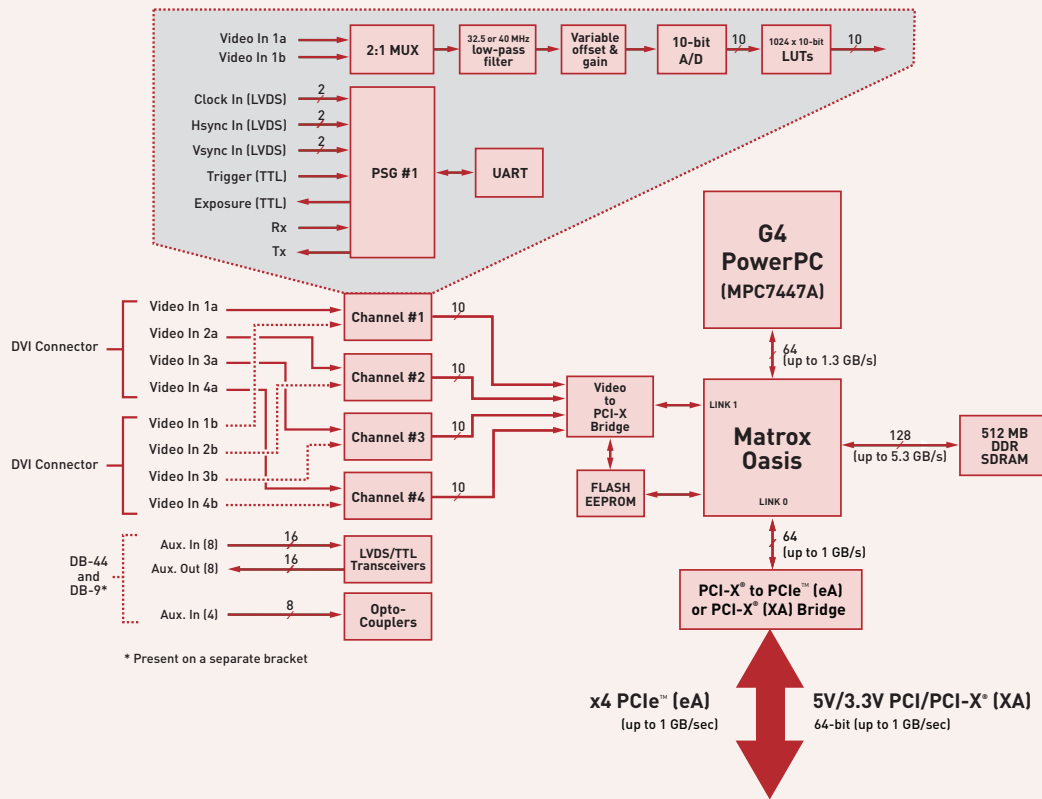 Video In 1a
Video In 1b
2:1 MUX
32.5 or 40 MHz
low-pass
filter
Variable
offset &
gain
10-bit
A/D
10
1024 x 10-bit
LUTs
10
Clock In (LVDS)
2
Hsync In (LVDS)
2
Vsync In (LVDS)
2
Trigger (TTL)
Exposure (TTL)
Rx
Tx
PSG #1
UART
G4
PowerPC
(MPC7447A)
64
(up to 1.3 GB/s)
DVI Connector
Video In 1a
Video In 2a
Video In 3a
Video In 4a
DVI Connector
Video In 1b
Video In 2b
Video In 3b
Video In 4b
Channel #1
10
Channel #2
10
Channel #3
10
Channel #4
10
Video
to
PCI-X
Bridge
FLASH
EEPROM
LINK 1
Matrox
Oasis
LINK 0
128
(up to 5.3 GB/s)
512 MB
DDR
SDRAM
64
(up to 1 GB/s)
DB-44
and
DB-9*
Aux. In (8)
16
Aux. Out (8)
16
LVDS/TTL
Transceivers
Aux. In (4)
8
Opto-
Couplers
* Present on a separate bracket
PCI-X® to PCIe™ (eA)
or PCI-X® (XA) Bridge
x4 PCIe™ (eA)
(up to 1 GB/sec)
5V/3.3V PCI/PCI-X® (XA)
64-bit (up to 1 GB/sec)